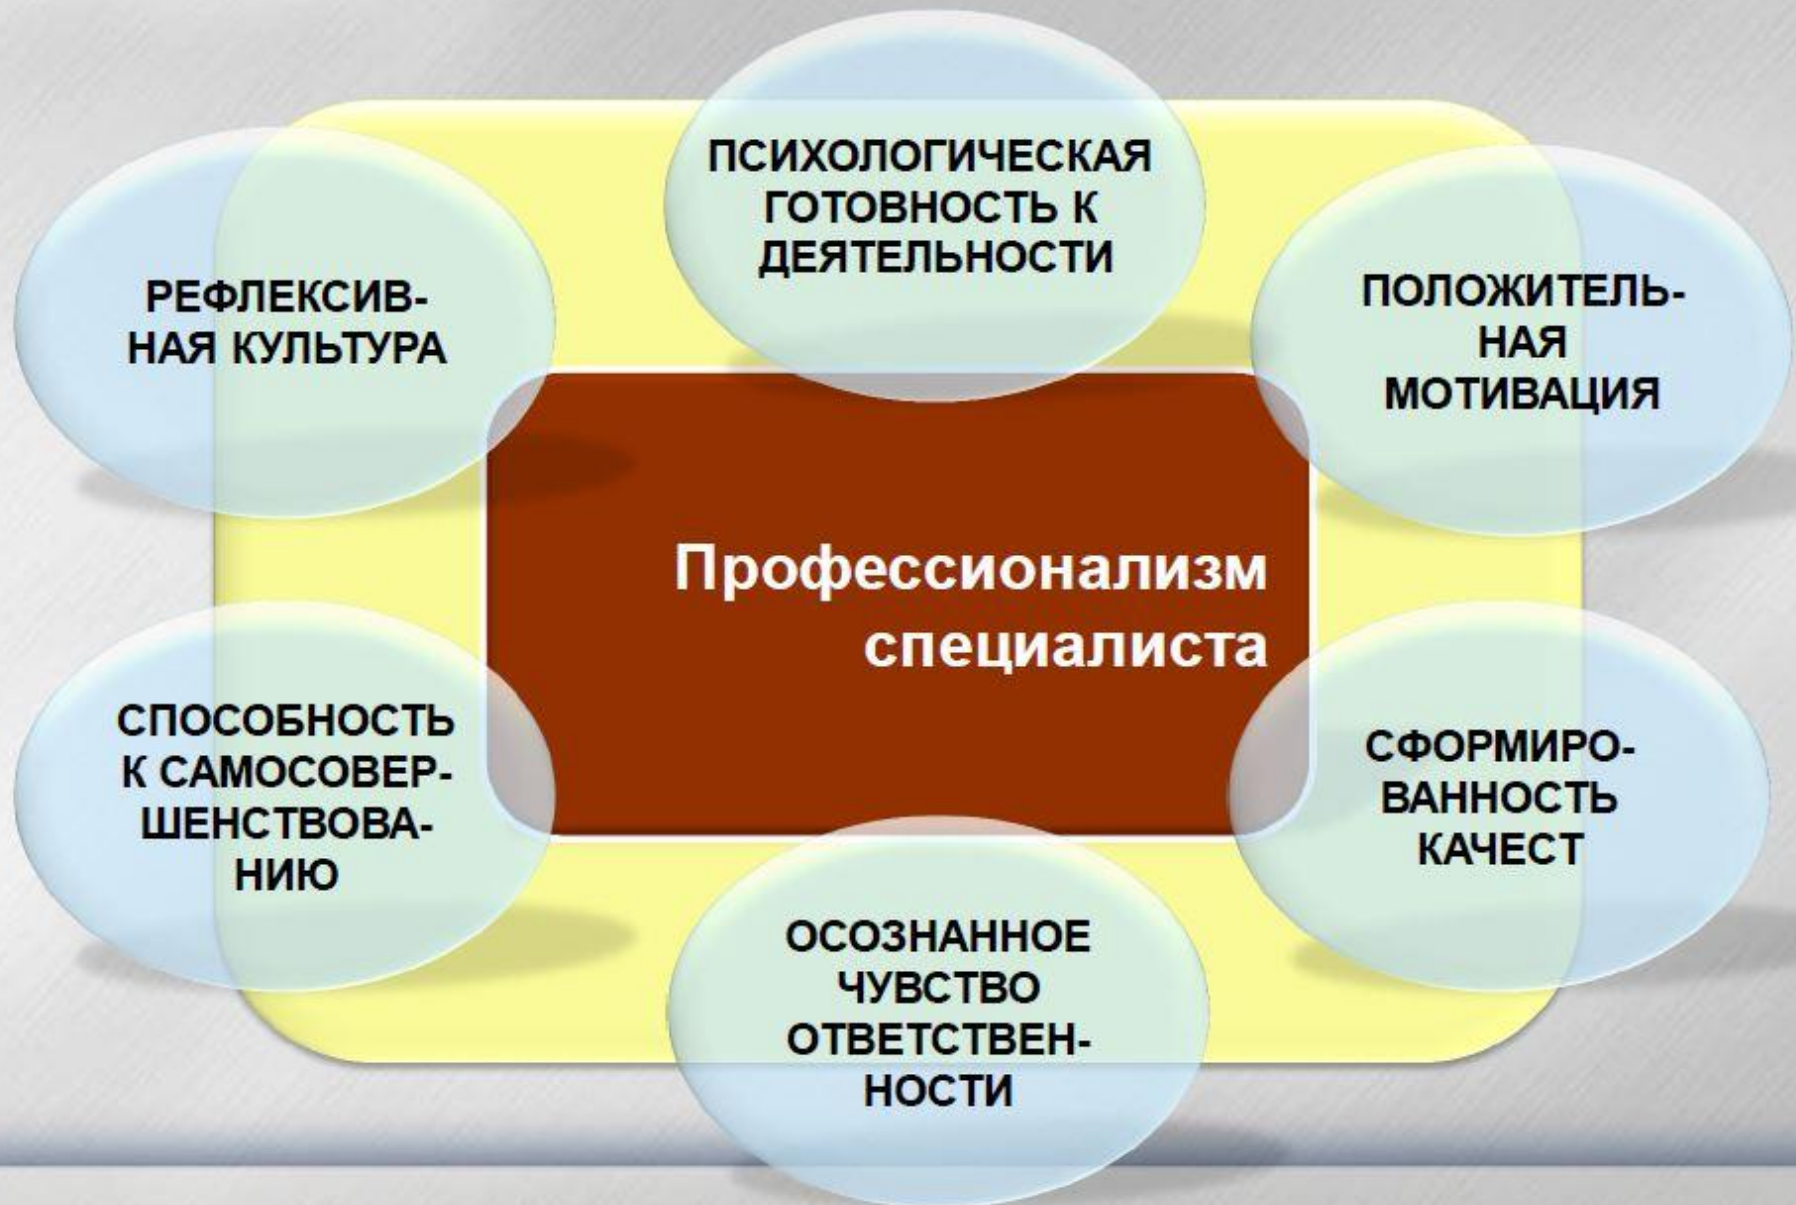 ПСИХОЛОГИЧЕСКАЯ
ГОТОВНОСТЬ К
ДЕЯТЕЛЬНОСТИ
РЕФЛЕКСИВ-
НАЯ КУЛЬТУРА
ПОЛОЖИТЕЛЬ-
НАЯ
МОТИВАЦИЯ
Профессионализм
специалиста
СПОСОБНОСТЬ
К САМОСОВЕР-
ШЕНСТВОВА-
НИЮ
СФОРМИРО-
ВАННОСТЬ
КАЧЕСТ
ОСОЗНАННОЕ
ЧУВСТВО
ОТВЕТСТВЕН-
НОСТИ